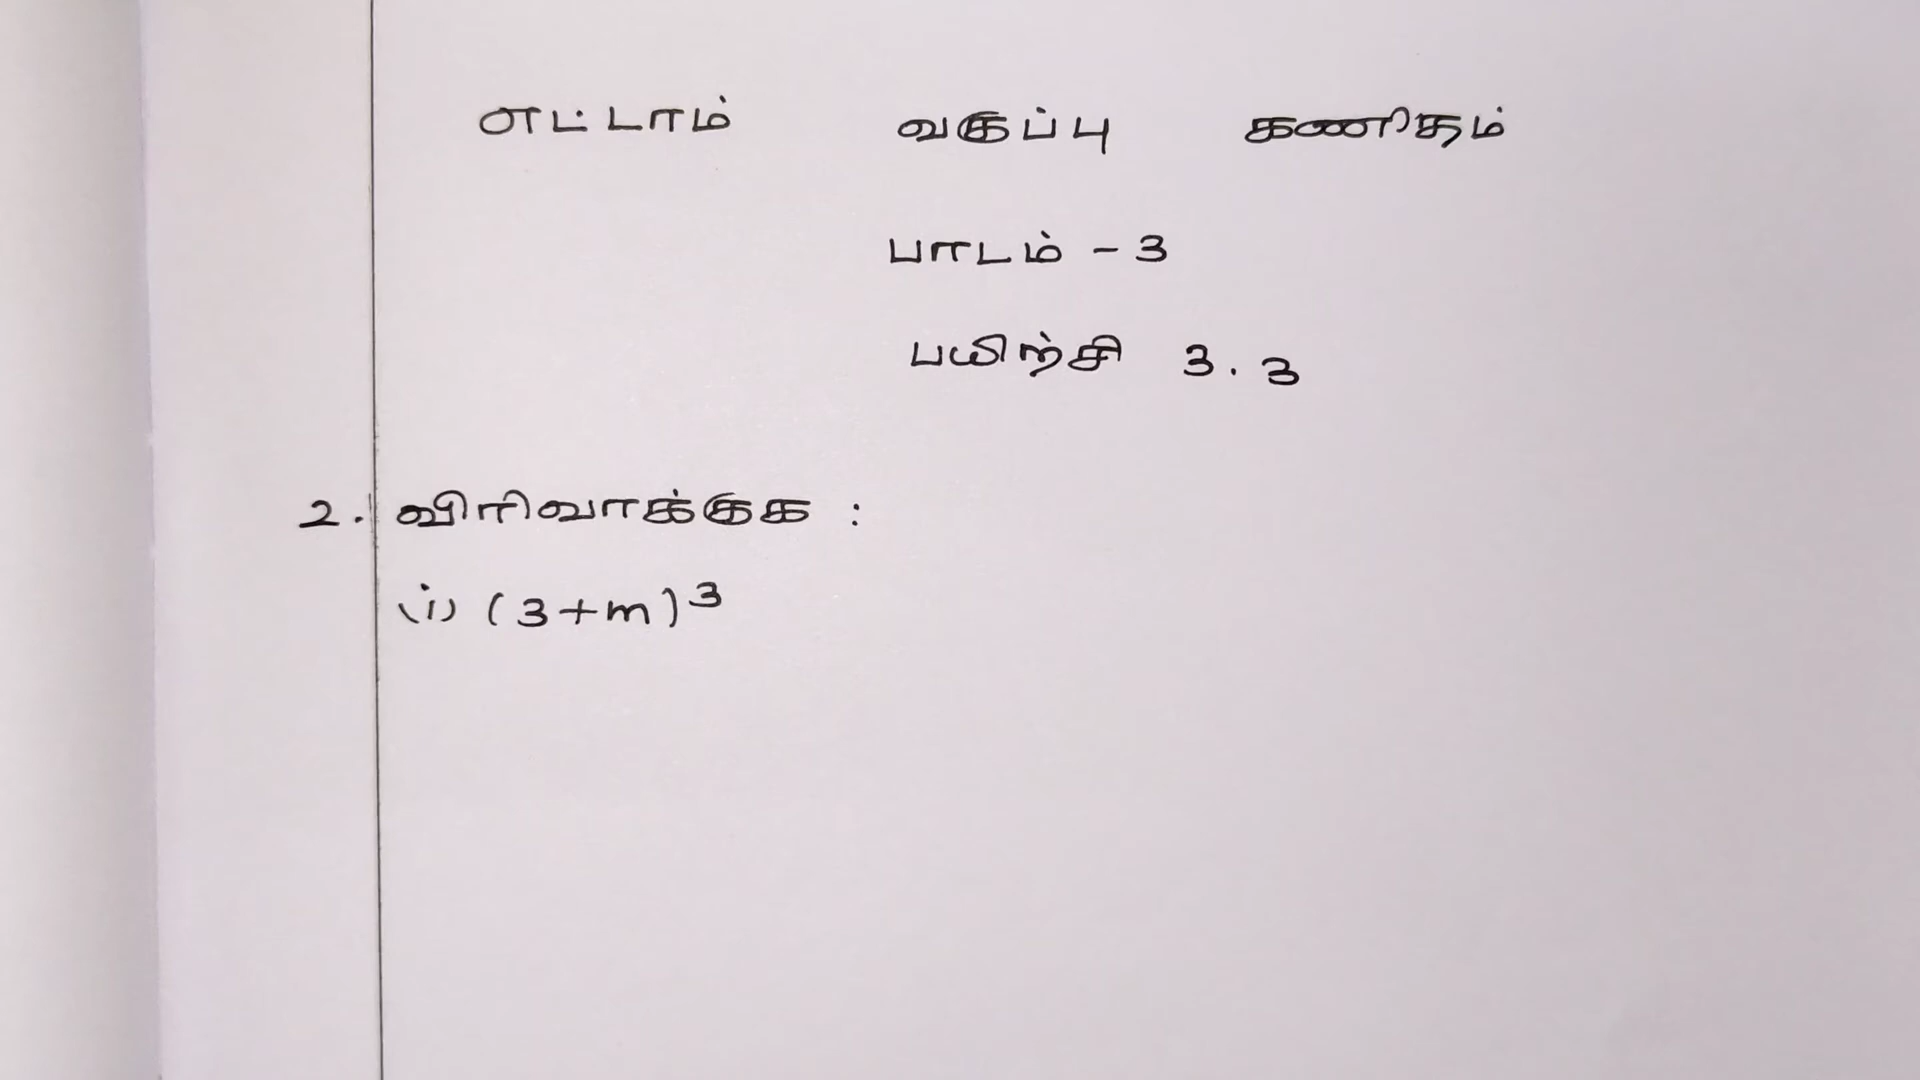 எட்டாம் வகுப்பு கணிதம்
பாடம் - 3
பயிற்சி 3.3
2. விரிவாக்குக :
(i) (3+m)³